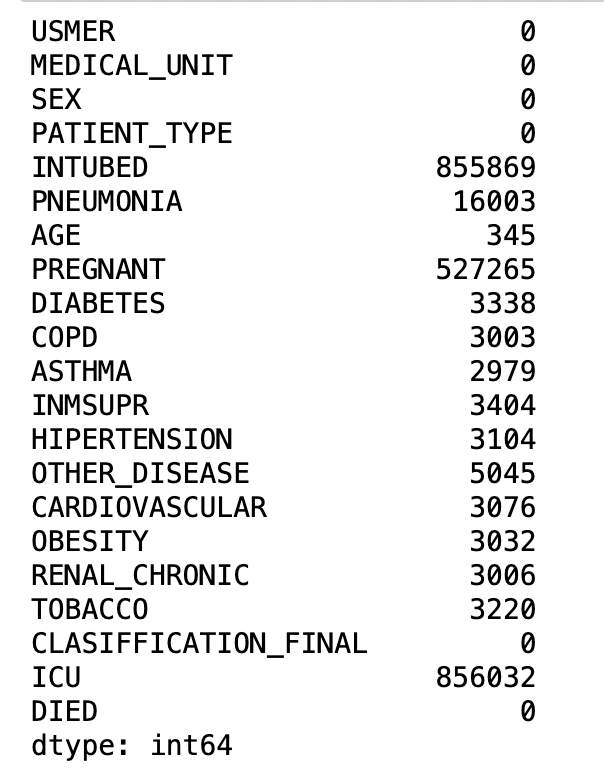 USMER 0
MEDICAL_UNIT 0
SEX 0
PATIENT_TYPE 0
INTUBED 855869
PNEUMONIA 16003
AGE 345
PREGNANT 527265
DIABETES 3338
COPD 3003
ASTHMA 2979
INMSUPR 3404
HIPERTENSION 3104
OTHER_DISEASE 5045
CARDIOVASCULAR 3076
OBESITY 3032
RENAL_CHRONIC 3006
TOBACCO 3220
CLASIFFICATION_FINAL 0
ICU 856032
DIED 0
dtype: int64